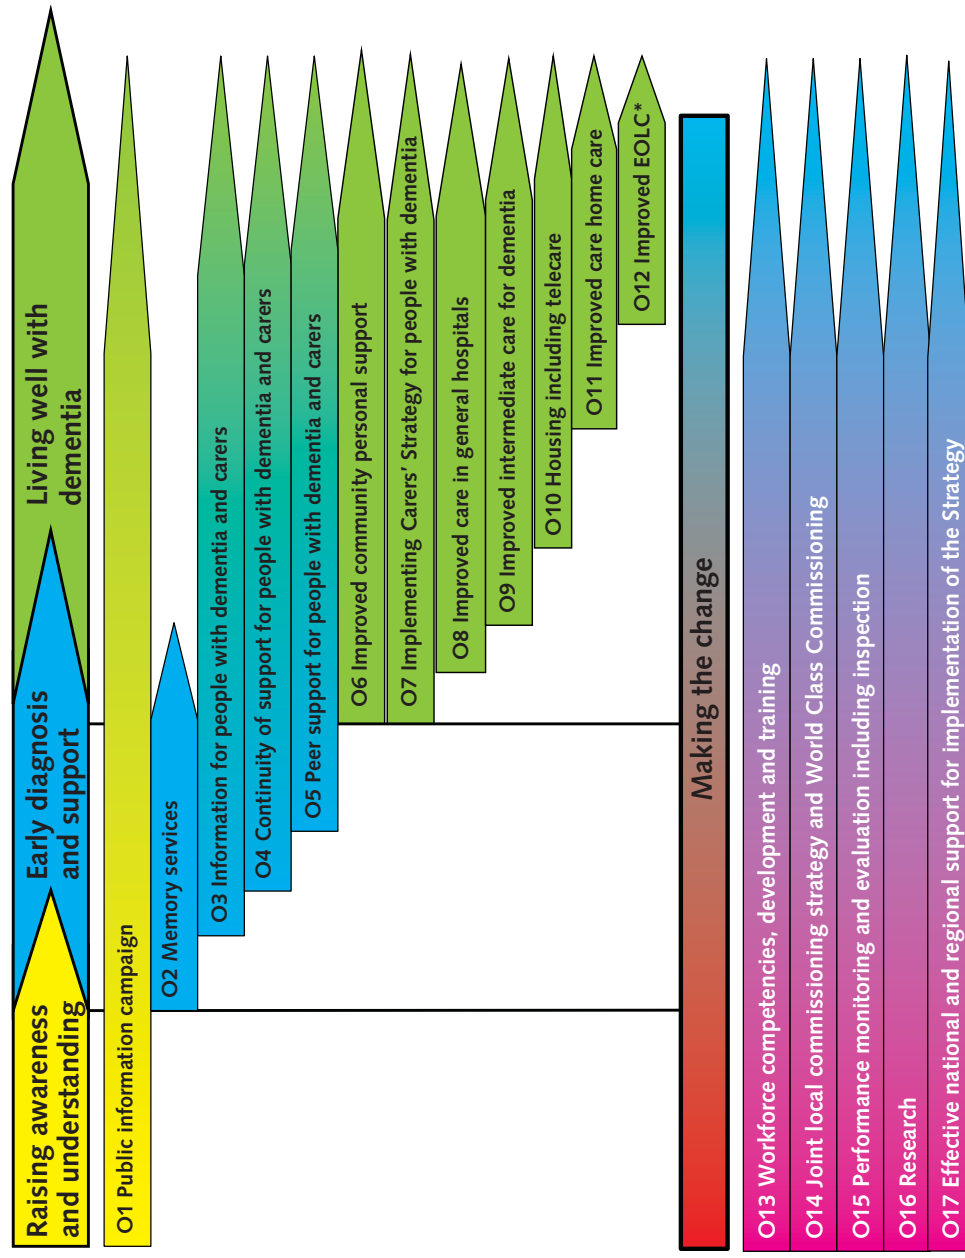 Raising awareness
and understanding
Early diagnosis
and support
Living well with
dementia
O1 Public information campaign
O2 Memory services
O3 Information for people with dementia and carers
O4 Continuity of support for people with dementia and carers
O5 Peer support for people with dementia and carers
O6 Improved community personal support
O7 Implementing Carers’ Strategy for people with dementia
O8 Improved care in general hospitals
O9 Improved intermediate care for dementia
O10 Housing including telecare
O11 Improved care home care
O12 Improved EOLC*
Making the change
O13 Workforce competencies, development and training
O14 Joint local commissioning strategy and World Class Commissioning
O15 Performance monitoring and evaluation including inspection
O16 Research
O17 Effective national and regional support for implementation of the Strategy